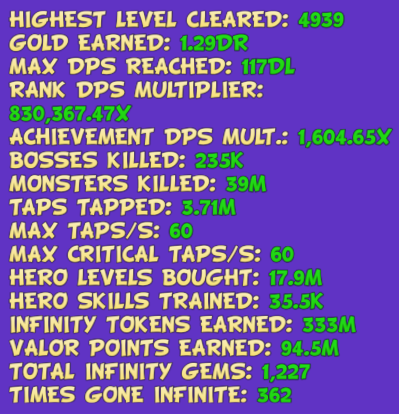 HIGHEST LEVEL CLEARED: 4939
GOLD EARNED: 1.29DR
MAX DPS REACHED: 117DL
RANK DPS MULTIPLIER:
830,367.47X
ACHIEVEMENT DPS MULT.: 1,604.65X
BOSSES KILLED: 235K
MONSTERS KILLED: 39M
TAPS TAPPED: 3.71M
MAX TAPS/S: 60
MAX CRITICAL TAPS/S: 60
HERO LEVELS BOUGHT: 17.9M
HERO SKILLS TRAINED: 35.5K
INFINITY TOKENS EARNED: 333M
VALOR POINTS EARNED: 94.5M
TOTAL INFINITY GEMS: 1,227
TIMES GONE INFINITE: 362